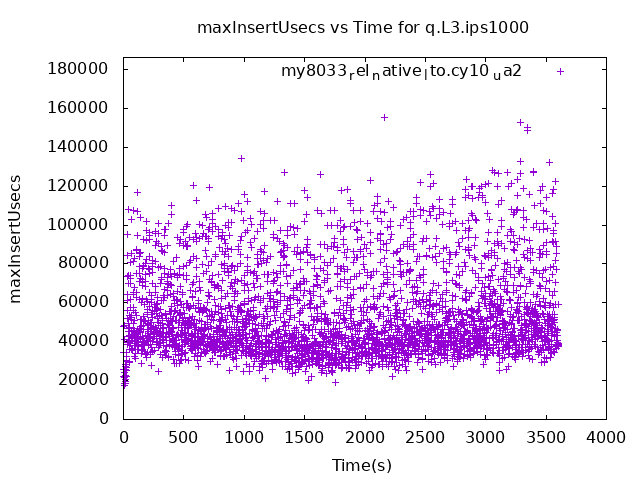 maxInsertUsecs vs Time for q.L3.ips1000
my8033relnative_lto.cy10_ua2
maxInsertUsecs
180000
160000
140000
120000
100000
80000
60000
40000
20000
0
0 500 1000 1500 2000 2500 3000 3500 4000
Time(s)